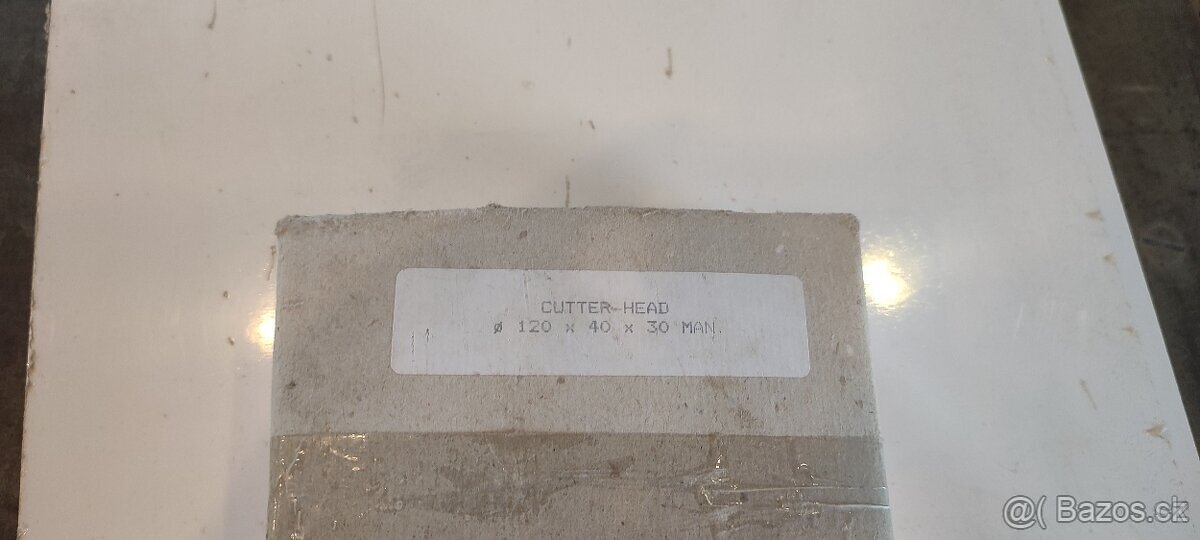 CUTTER-HEAD
ø 120 x 40 x 30 MAN.
@( Bazos.sk